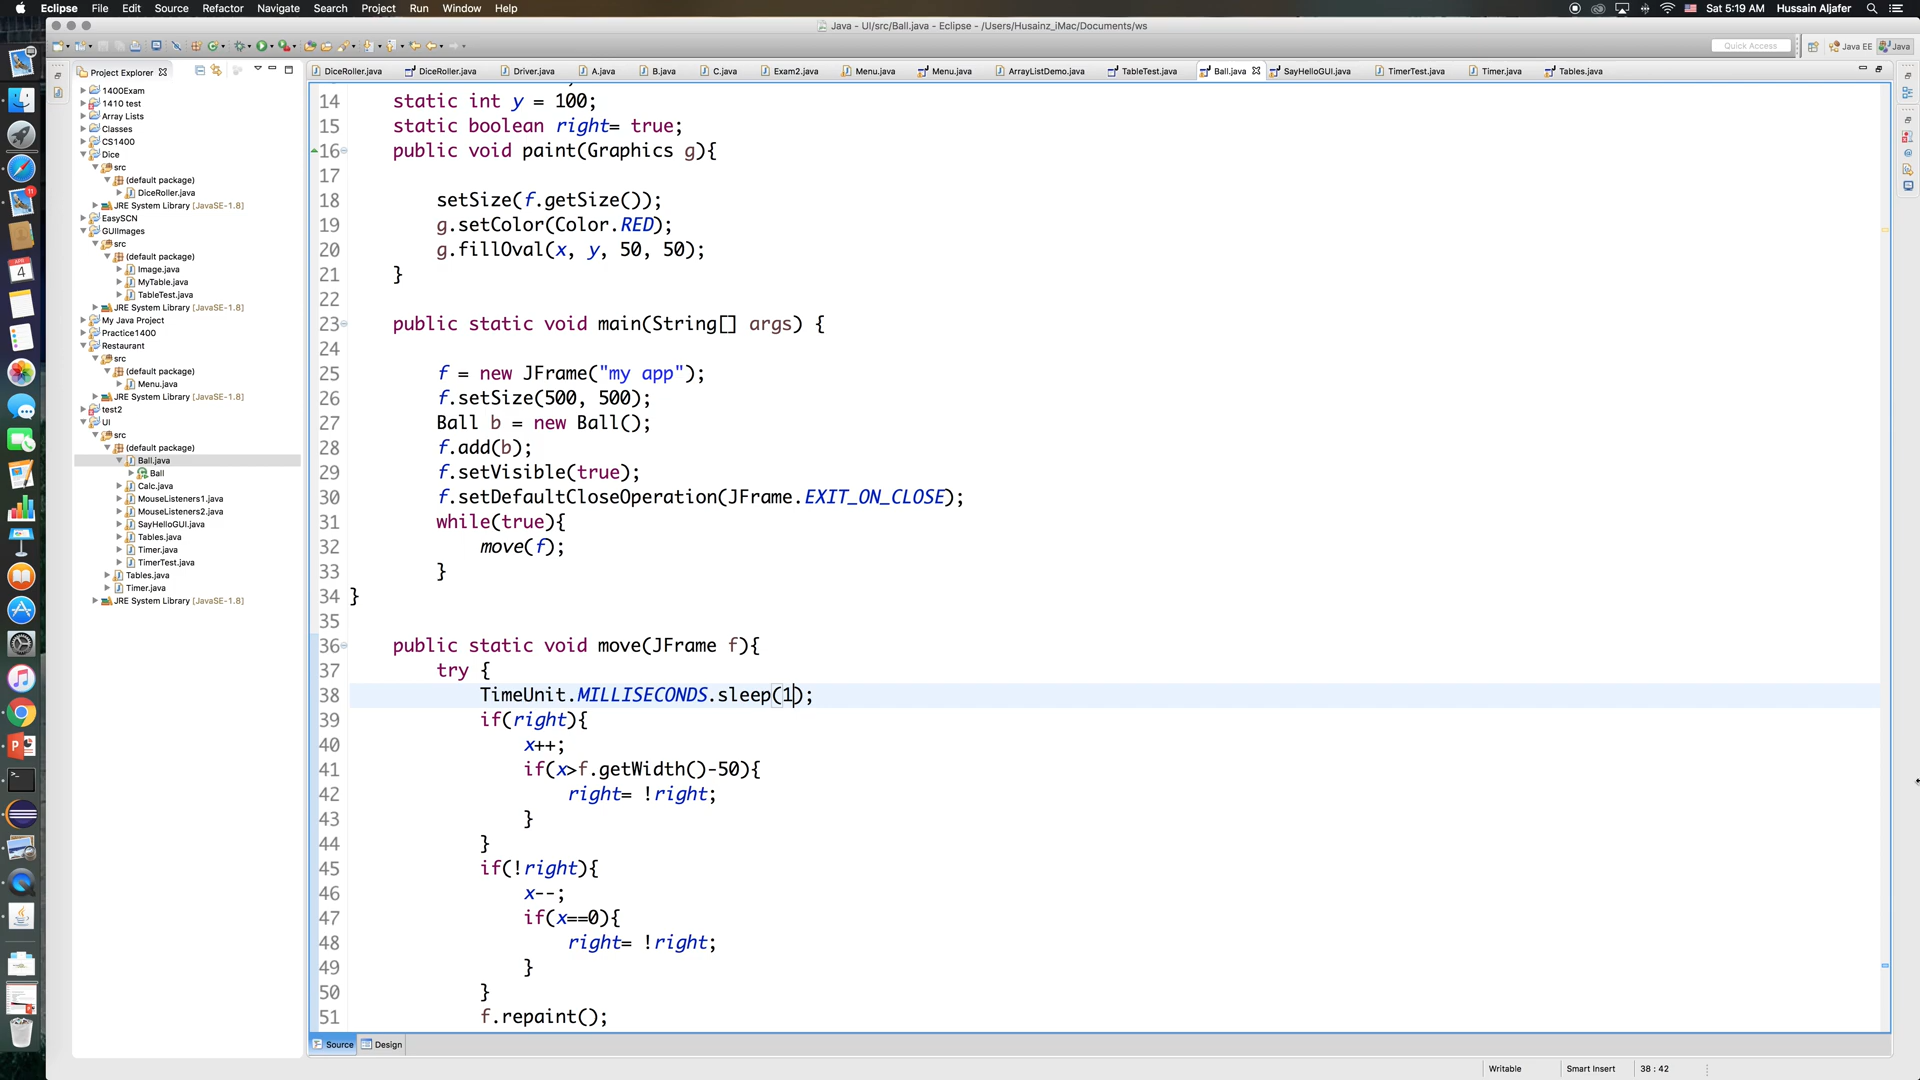 Eclipse File Edit Source Refactor Navigate Search Project Run Window Help
Sat 5:19 AM Hussain Aljafer
Java - UI/src/Ball.java - Eclipse - /Users/Husainz_iMac/Documents/ws
Quick Access Java EE Java
Project Explorer
1400Exam
1410 test
Array Lists
Classes
CS1400
Dice
src
(default package)
DiceRoller.java
JRE System Library [JavaSE-1.8]
EasySCN
GUIImages
src
(default package)
Image.java
MyTable.java
TableTest.java
JRE System Library [JavaSE-1.8]
My Java Project
Practice1400
Restaurant
src
(default package)
Menu.java
JRE System Library [JavaSE-1.8]
test2
UI
src
(default package)
Ball.java
Ball
Calc.java
MouseListeners1.java
MouseListeners2.java
SayHelloGUI.java
Tables.java
Timer.java
TimerTest.java
Tables.java
Timer.java
JRE System Library [JavaSE-1.8]
DiceRoller.java DiceRoller.java Driver.java A.java B.java C.java Exam2.java Menu.java Menu.java ArrayListDemo.java TableTest.java Ball.java SayHelloGUI.java TimerTest.java Timer.java Tables.java
14 static int y = 100;
15 static boolean right= true;
16 public void paint(Graphics g){
17
18 setSize(f.getSize());
19 g.setColor(Color.RED);
20 g.fillOval(x, y, 50, 50);
21 }
22
23 public static void main(String[] args) {
24
25 f = new JFrame("my app");
26 f.setSize(500, 500);
27 Ball b = new Ball();
28 f.add(b);
29 f.setVisible(true);
30 f.setDefaultCloseOperation(JFrame.EXIT_ON_CLOSE);
31 while(true){
32 move(f);
33 }
34 }
35
36 public static void move(JFrame f){
37 try {
38 TimeUnit.MILLISECONDS.sleep(1);
39 if(right){
40 x++;
41 if(x>f.getWidth()-50){
42 right= !right;
43 }
44 }
45 if(!right){
46 x--;
47 if(x==0){
48 right= !right;
49 }
50 }
51 f.repaint();
Source Design
Writable Smart Insert 38 : 42